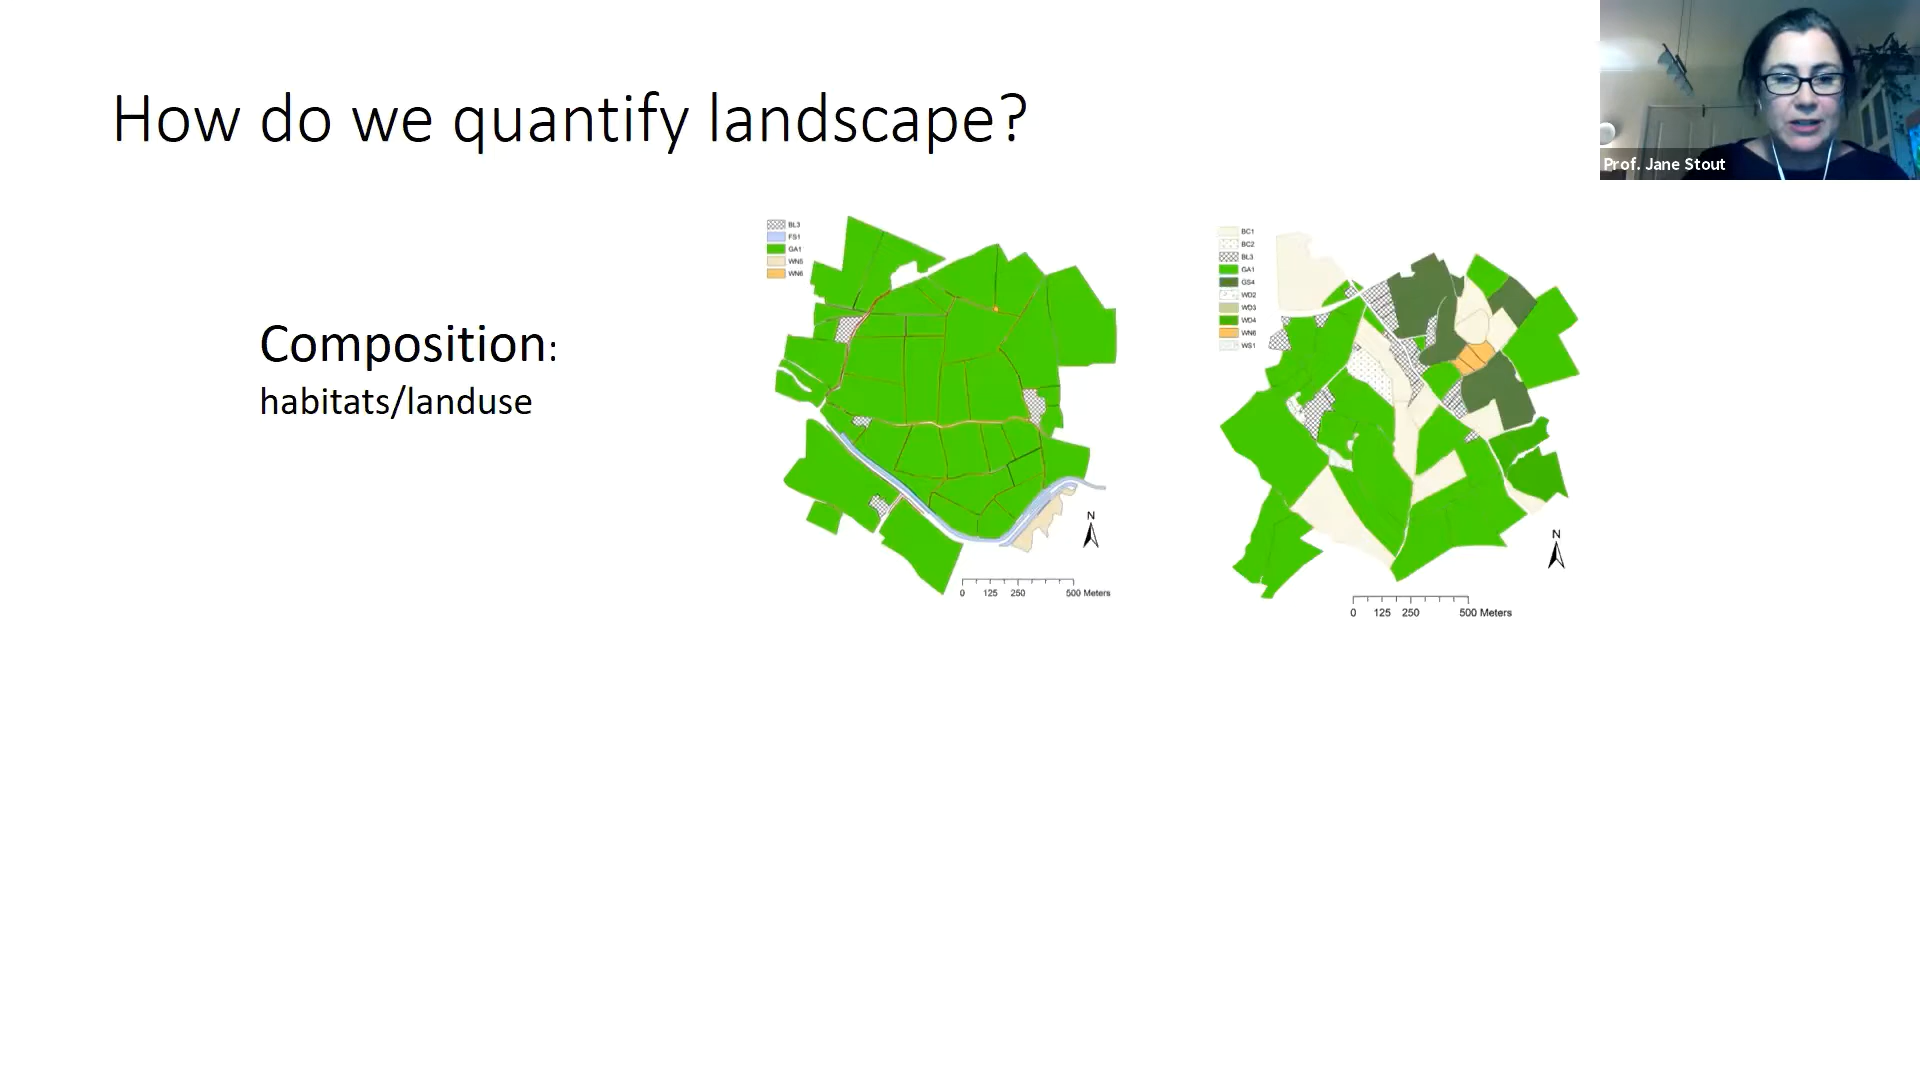 How do we quantify landscape?
Prof. Jane Stout
Composition:
habitats/landuse
BL3
FS1
GA1
WN5
WN6
N
0 125 250 500 Meters
BC1
BC2
BL3
GA1
GS4
WD2
WD3
WD4
WN6
WS1
N
0 125 250 500 Meters